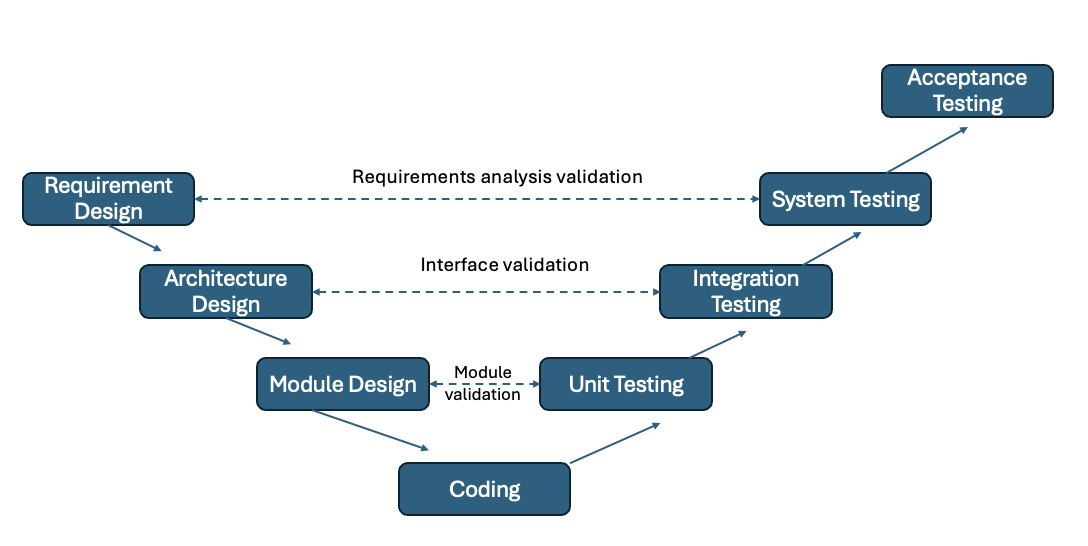 Acceptance
Testing
Requirement
Design
Requirements analysis validation
System Testing
Architecture
Design
Interface validation
Integration
Testing
Module Design
Module
validation
Unit Testing
Coding